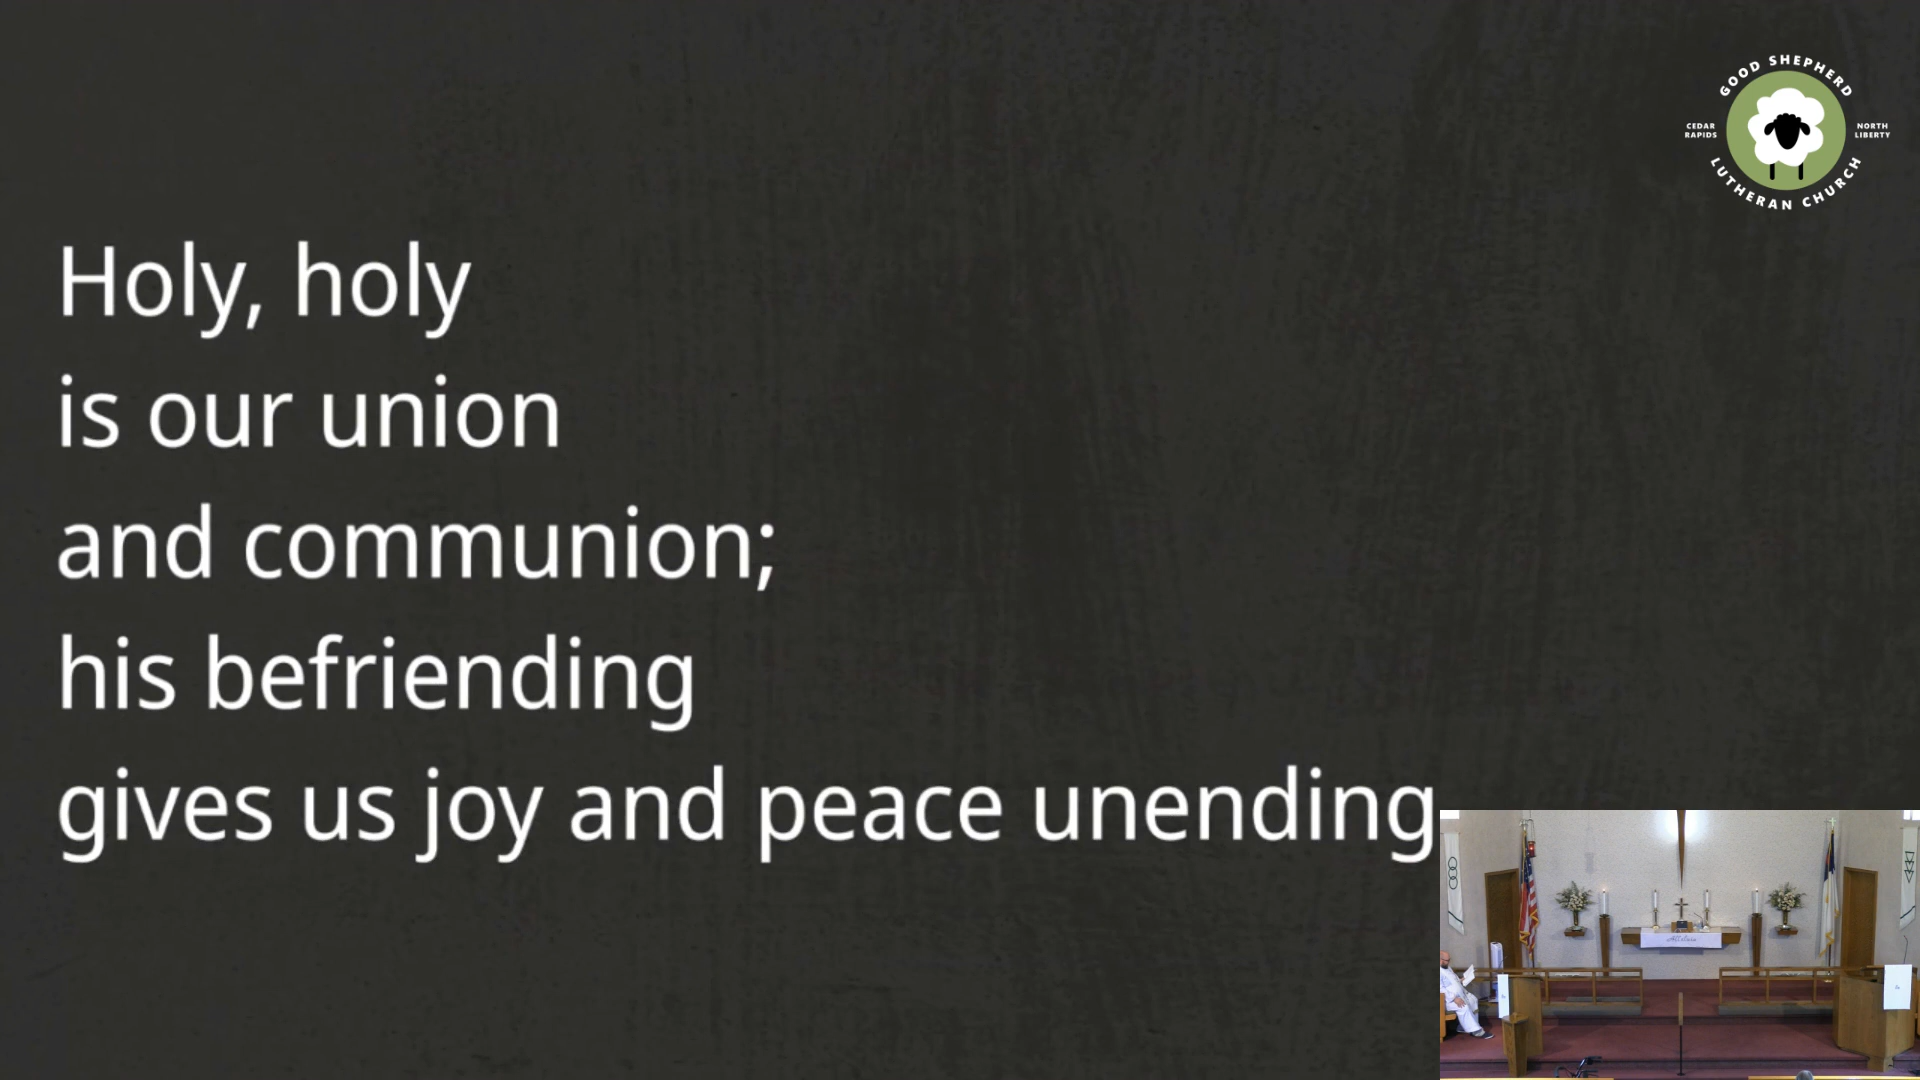 GOOD SHEPHERD
CEDAR RAPIDS
NORTH LIBERTY
LUTHERAN CHURCH
Holy, holy
is our union
and communion;
his befriending
gives us joy and peace unending
Alleluia